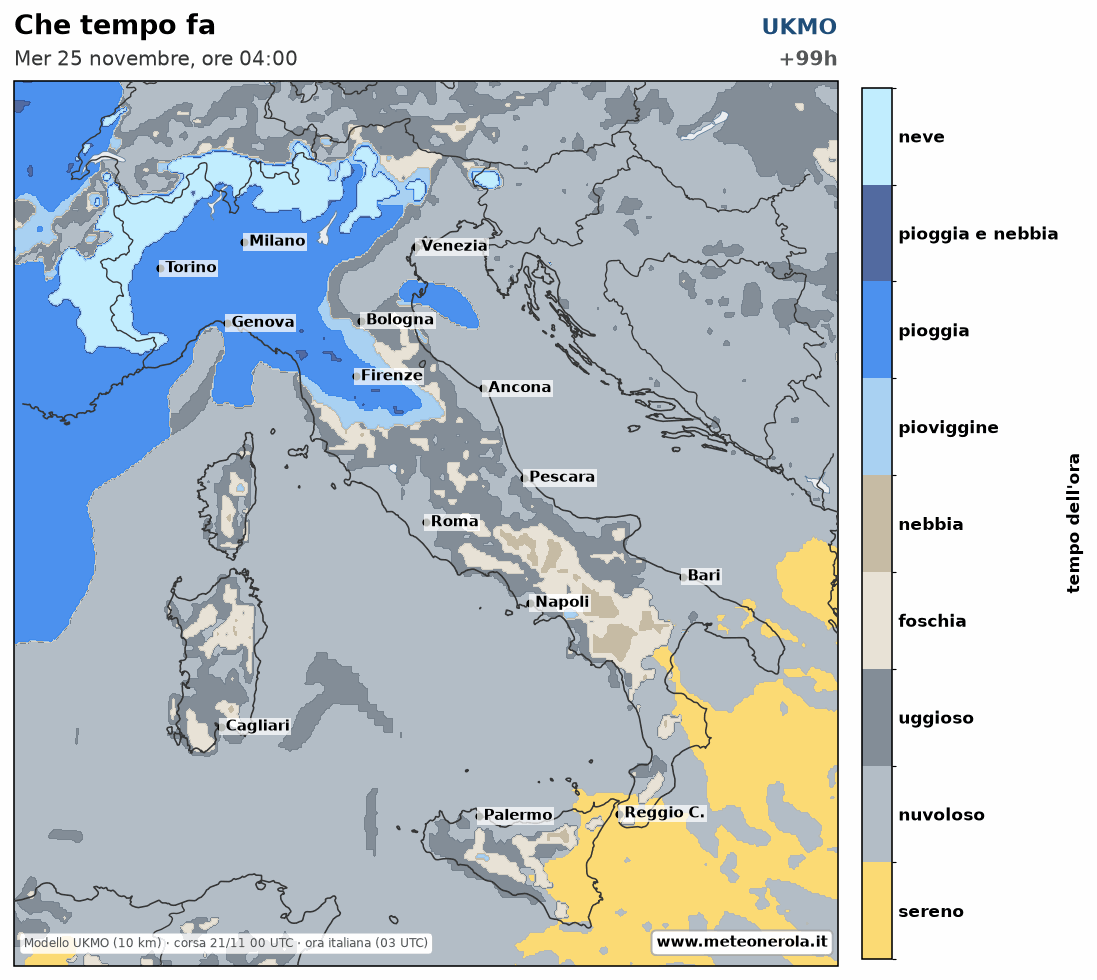 Che tempo fa
UKMO
Mer 25 novembre, ore 04:00
+99h
neve
pioggia e nebbia
pioggia
pioviggine
nebbia
foschia
uggioso
nuvoloso
sereno
tempo dell'ora
Milano
Venezia
Torino
Genova
Bologna
Firenze
Ancona
Pescara
Roma
Bari
Napoli
Cagliari
Palermo
Reggio C.
Modello UKMO (10 km) · corsa 21/11 00 UTC · ora italiana (03 UTC)
www.meteonerola.it